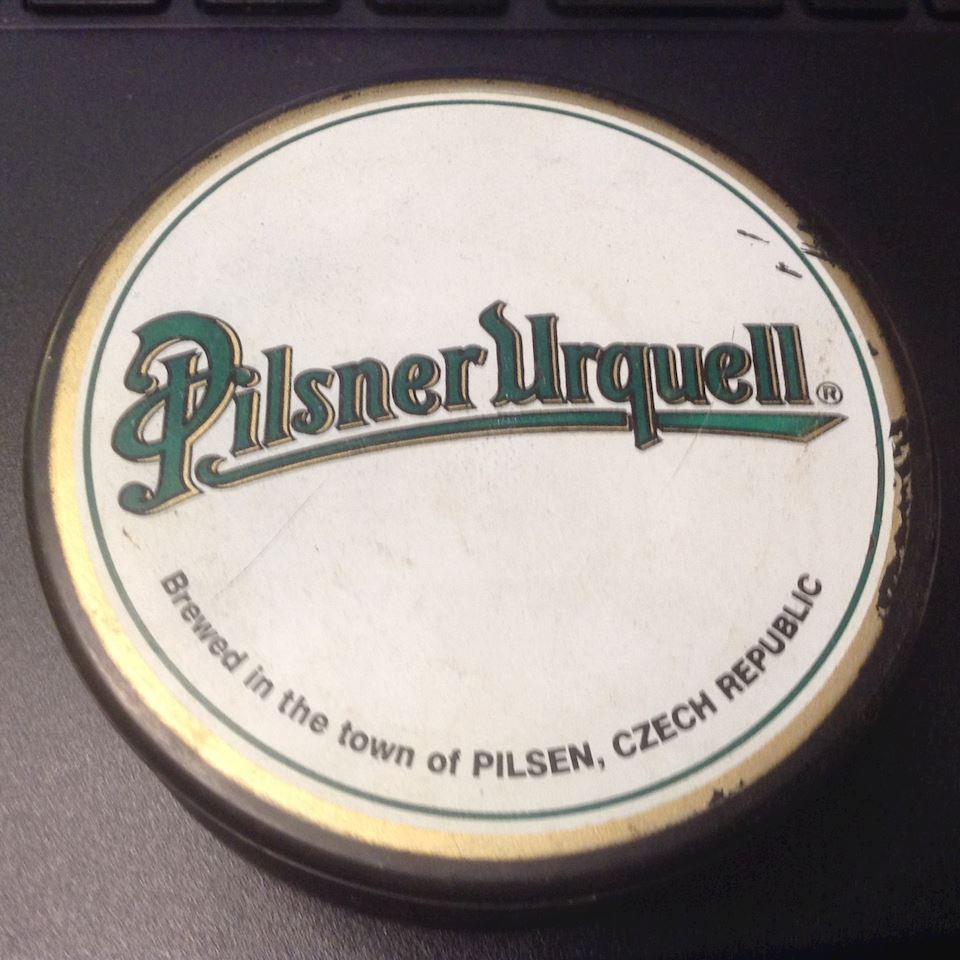 Pilsner Urquell®
Brewed in the town of PILSEN, CZECH REPUBLIC